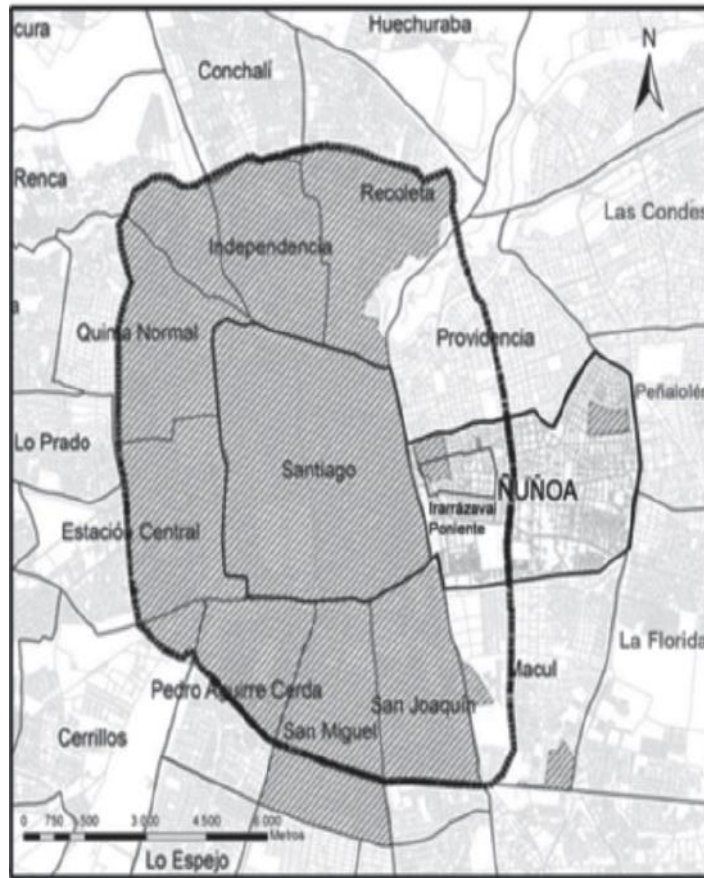 cura
Huechuraba
N
Conchalí
Renca
Recoleta
Las Condes
Independencia
a
Quinta Normal
Providencia
Peñalolén
Lo Prado
Santiago
ÑUÑOA
Irarrázaval
Poniente
Estación Central
La Florida
Macul
Pedro Aguirre Cerda
San Joaquín
San Miguel
Cerrillos
0 750 1.500 3.000 4.500 6.000
Metros
Lo Espejo